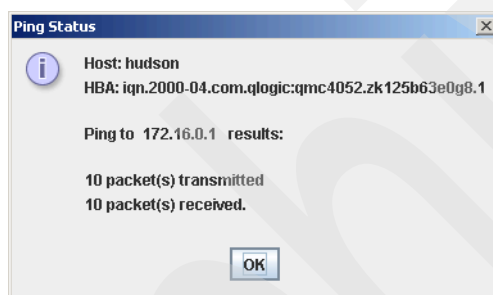 Ping Status
Host: hudson
HBA: iqn.2000-04.com.qlogic:qmc4052.zk125b63e0g8.1
Ping to 172.16.0.1 results:
10 packet(s) transmitted
10 packet(s) received.
OK